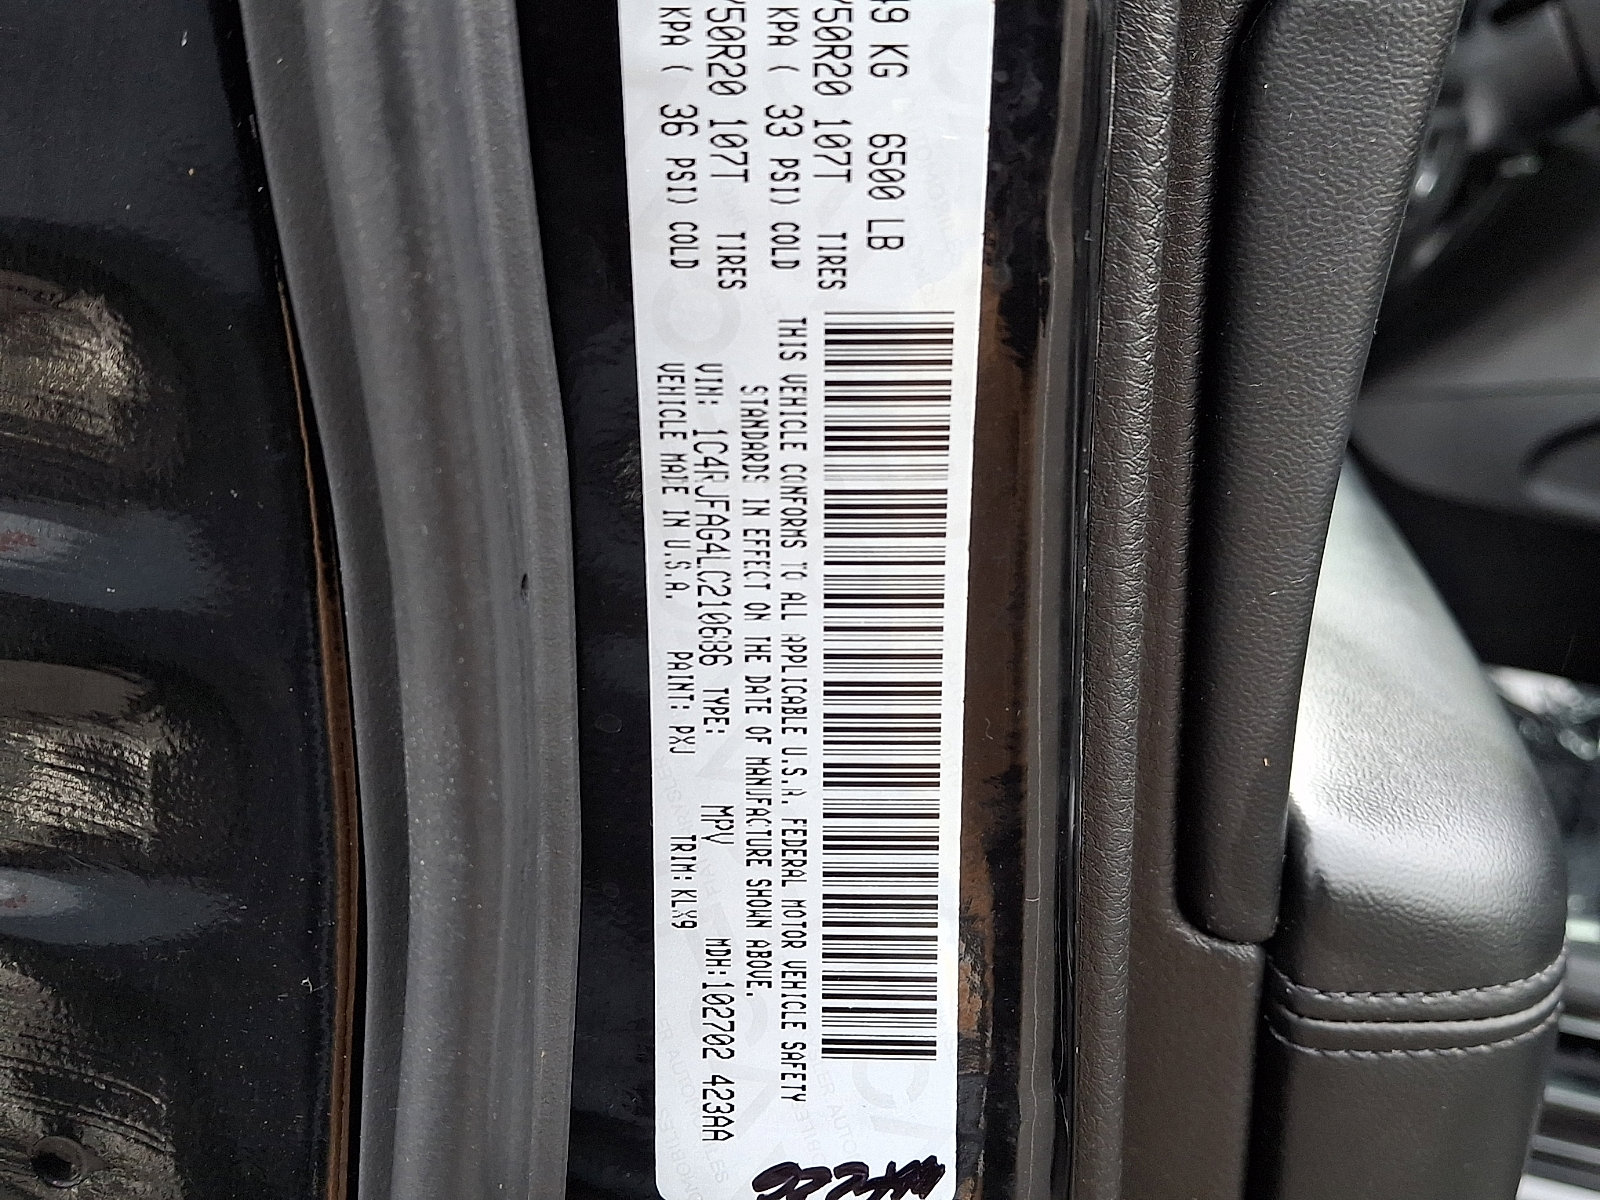 49 KG 6500 LB
/50R20 107T TIRES
KPA ( 33 PSI) COLD
/50R20 107T TIRES
KPA ( 36 PSI) COLD
THIS VEHICLE CONFORMS TO ALL APPLICABLE U.S.A. FEDERAL MOTOR VEHICLE SAFETY
STANDARDS IN EFFECT ON THE DATE OF MANUFACTURE SHOWN ABOVE.
VIN: 1C4RJFAG4LC210686 TYPE: MPV MDH:102702 423AA
VEHICLE MADE IN U.S.A. PAINT: PXJ TRIM:KLX9